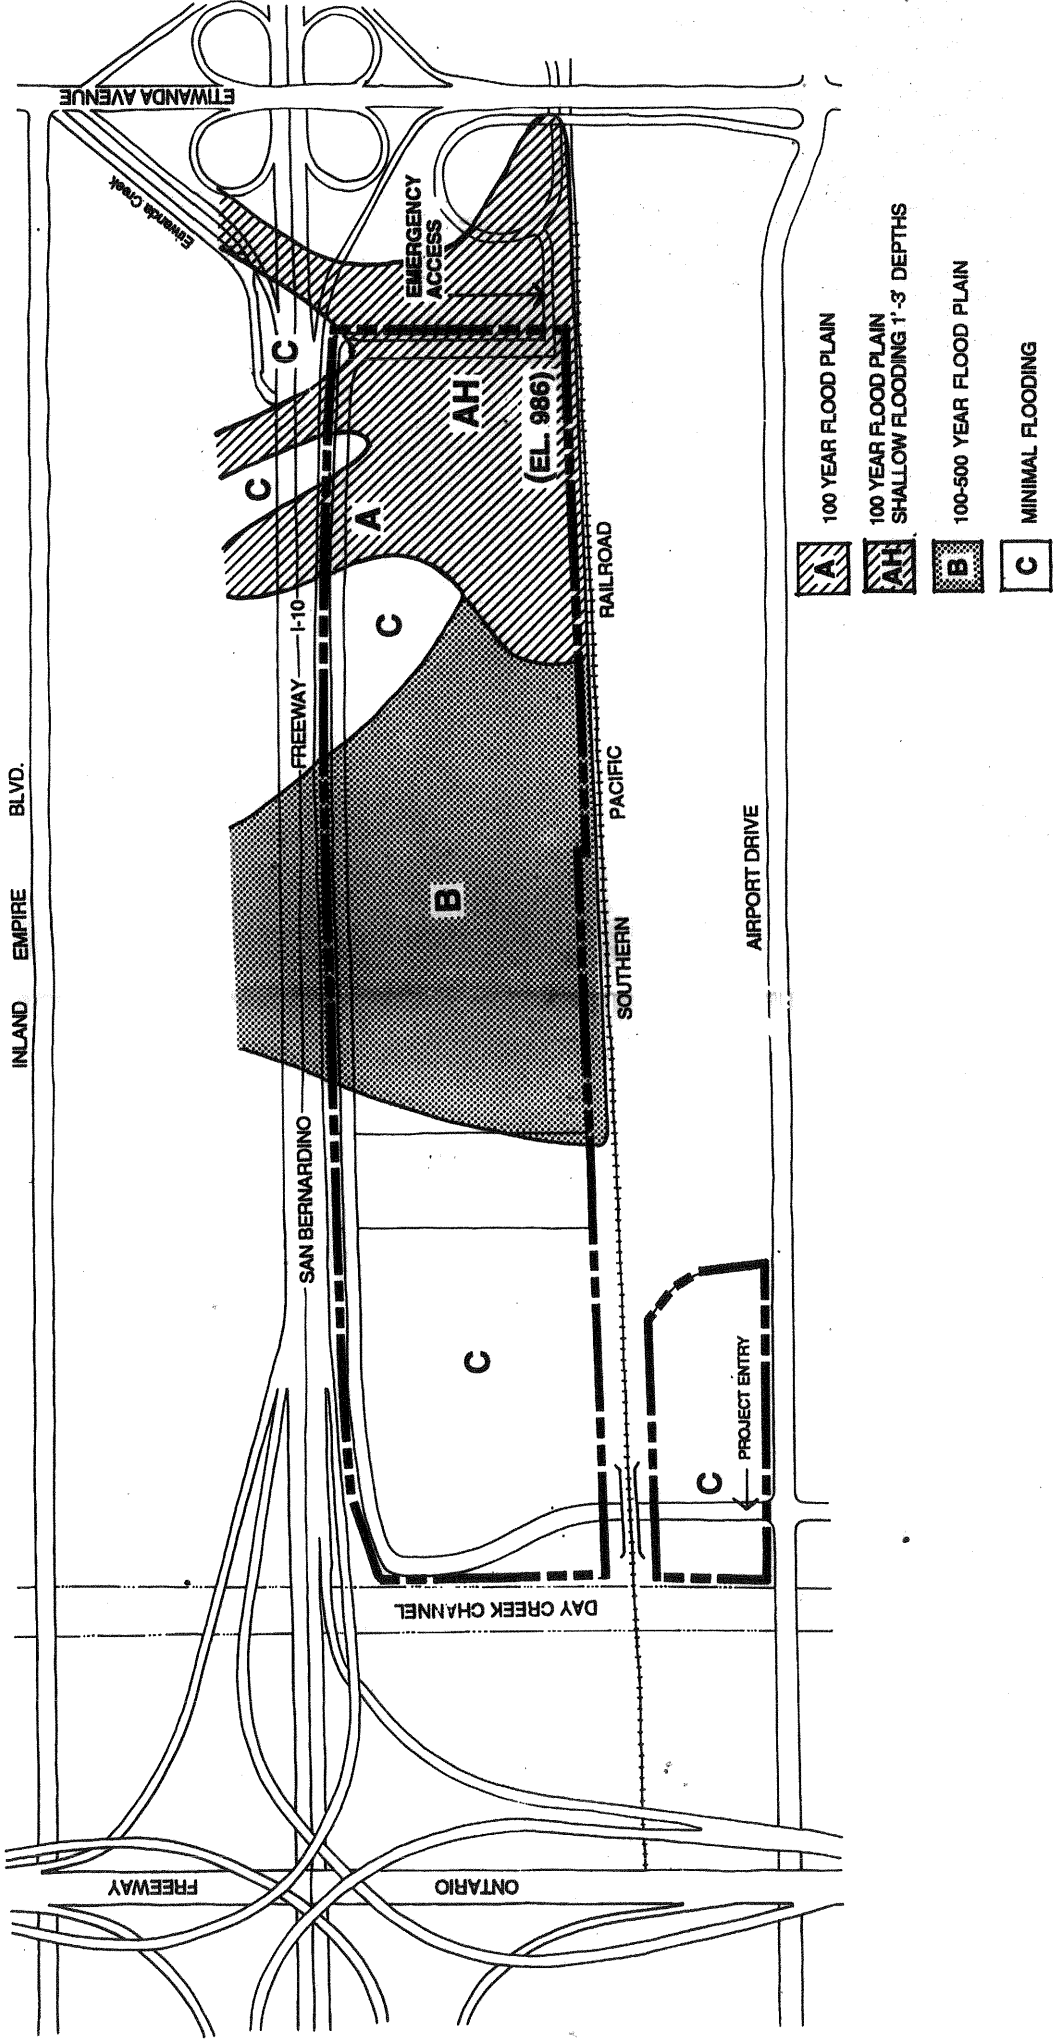 INLAND EMPIRE BLVD.
ETIWANDA AVENUE
Etiwanda Creek
SAN BERNARDINO FREEWAY I-10
EMERGENCY
ACCESS
C
C
A
AH
(EL. 986)
C
B
C
C
SOUTHERN PACIFIC RAILROAD
PROJECT ENTRY
AIRPORT DRIVE
DAY CREEK CHANNEL
ONTARIO FREEWAY
A
100 YEAR FLOOD PLAIN
AH
100 YEAR FLOOD PLAIN
SHALLOW FLOODING 1'-3' DEPTHS
B
100-500 YEAR FLOOD PLAIN
C
MINIMAL FLOODING